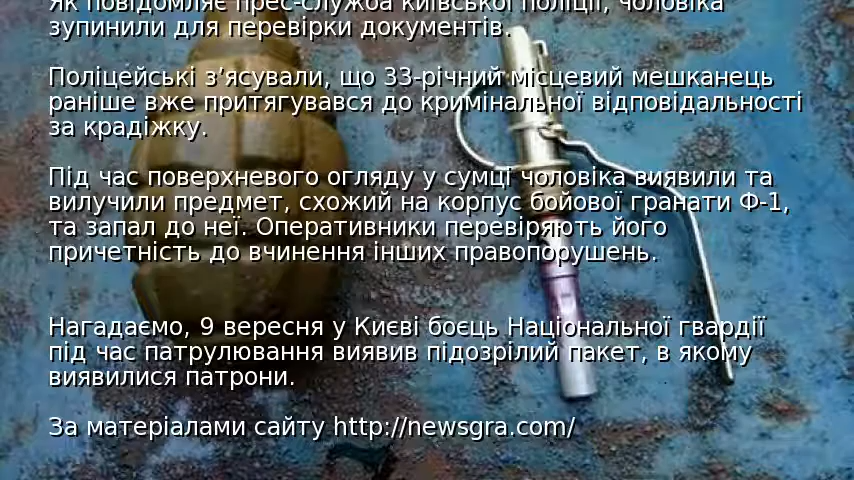 Як повідомляє прес-служба київської поліції, чоловіка
зупинили для перевірки документів.
Поліцейські з’ясували, що 33-річний місцевий мешканець
раніше вже притягувався до кримінальної відповідальності
за крадіжку.
Під час поверхневого огляду у сумці чоловіка виявили та
вилучили предмет, схожий на корпус бойової гранати Ф-1,
та запал до неї. Оперативники перевіряють його
причетність до вчинення інших правопорушень.
Нагадаємо, 9 вересня у Києві боєць Національної гвардії
під час патрулювання виявив підозрілий пакет, в якому
виявилися патрони.
За матеріалами сайту http://newsgra.com/